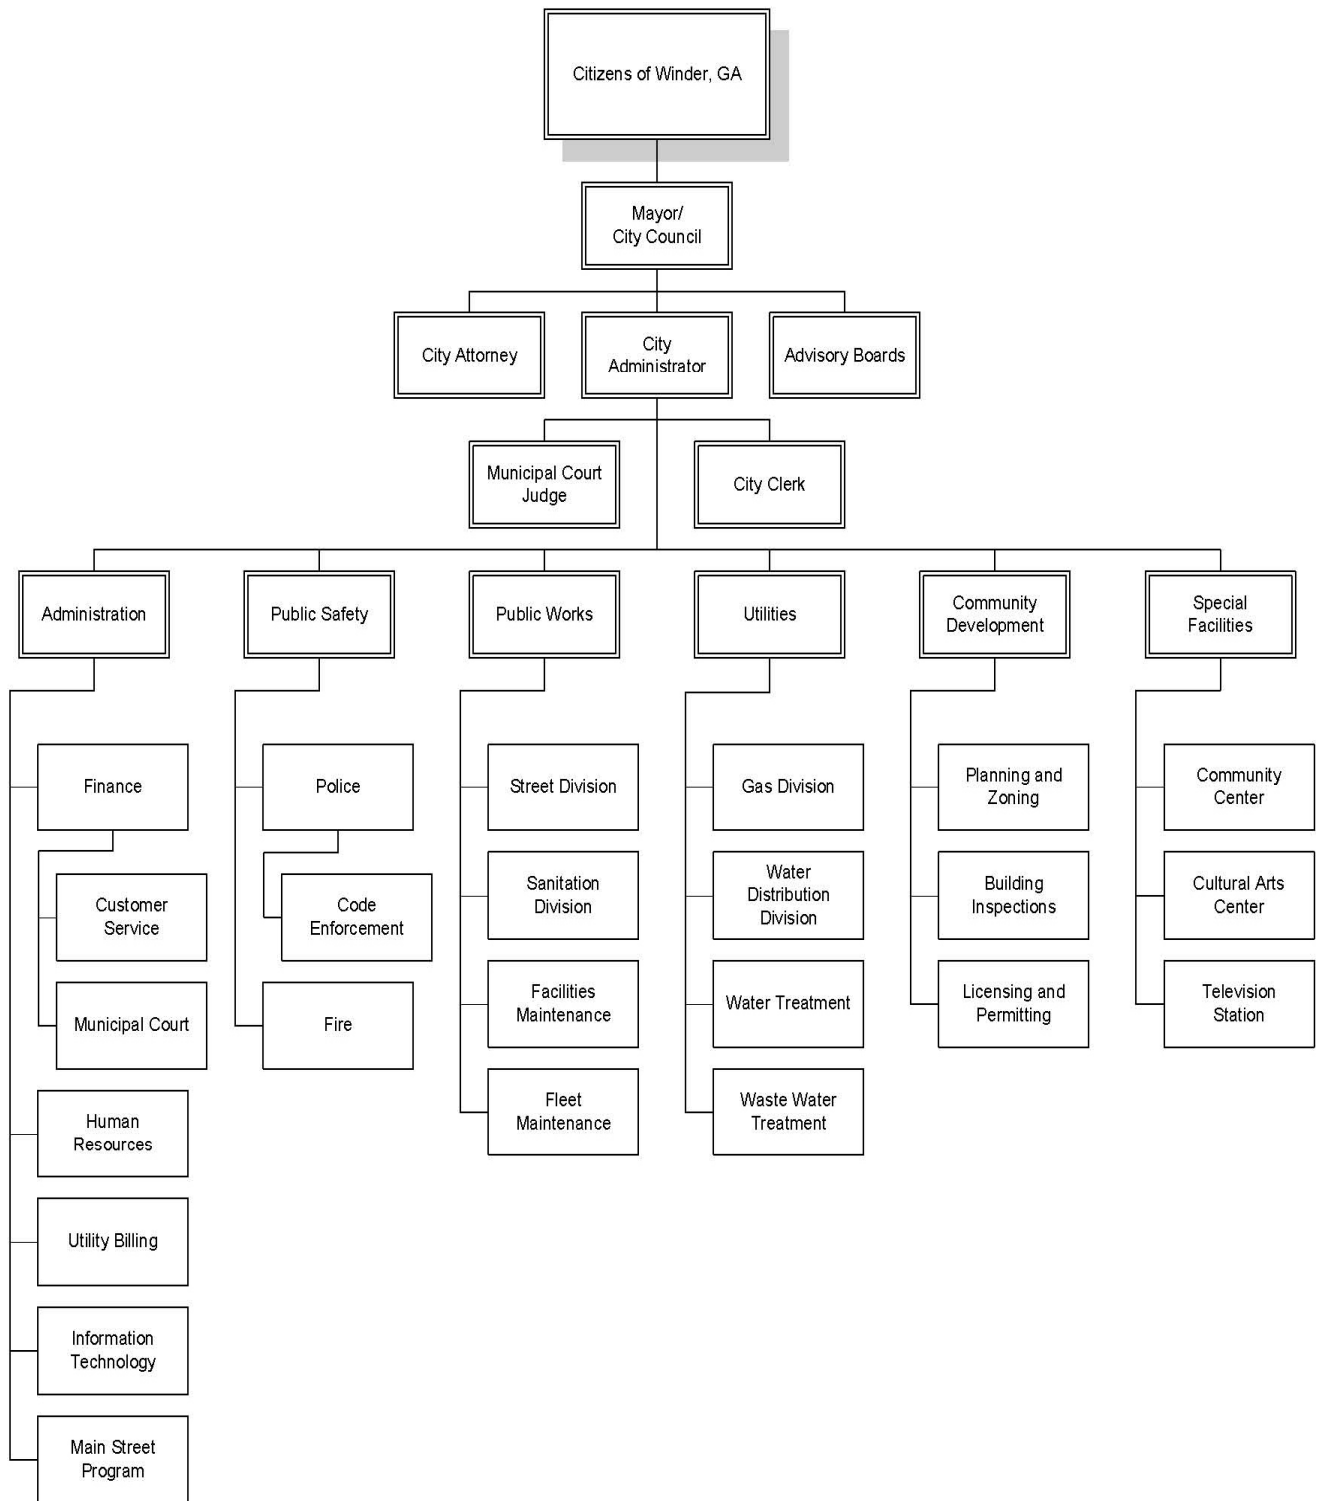 Citizens of Winder, GA
Mayor/
City Council
City Attorney
City
Administrator
Advisory Boards
Municipal Court
Judge
City Clerk
Administration
Public Safety
Public Works
Utilities
Community
Development
Special
Facilities
Finance
Customer
Service
Municipal Court
Human
Resources
Utility Billing
Information
Technology
Main Street
Program
Police
Code
Enforcement
Fire
Street Division
Sanitation
Division
Facilities
Maintenance
Fleet
Maintenance
Gas Division
Water
Distribution
Division
Water Treatment
Waste Water
Treatment
Planning and
Zoning
Building
Inspections
Licensing and
Permitting
Community
Center
Cultural Arts
Center
Television
Station